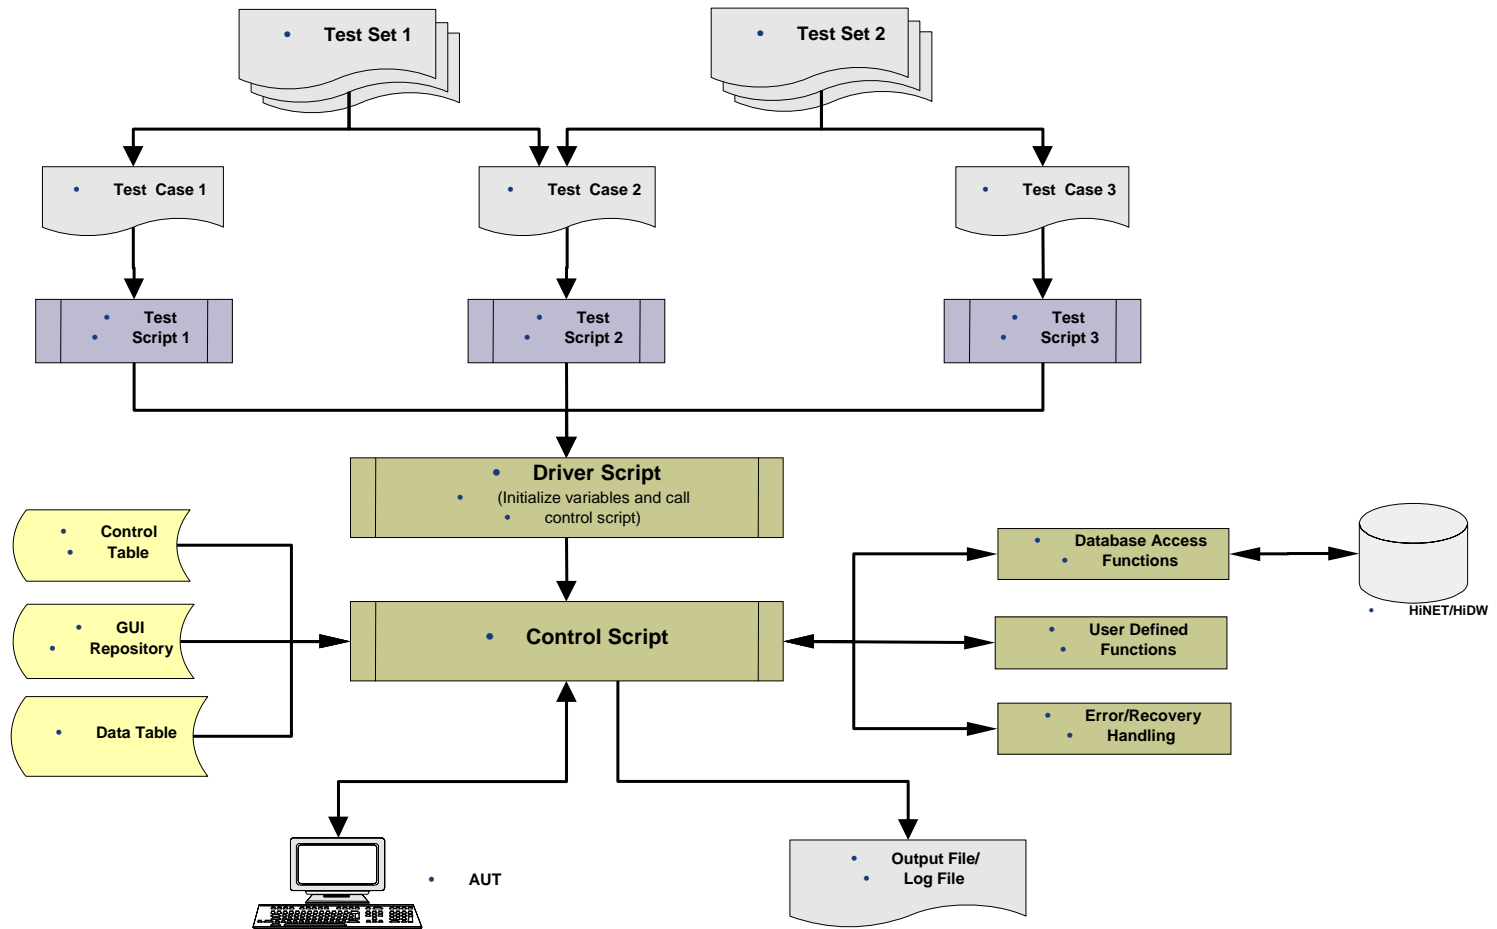 • Test Set 1
• Test Set 2
• Test Case 1
• Test Case 2
• Test Case 3
• Test
• Script 1
• Test
• Script 2
• Test
• Script 3
• Driver Script
• (Initialize variables and call
• control script)
• Control
• Table
• GUI
• Repository
• Data Table
• Control Script
• Database Access
• Functions
• User Defined
• Functions
• Error/Recovery
• Handling
• HiNET/HiDW
• AUT
• Output File/
• Log File